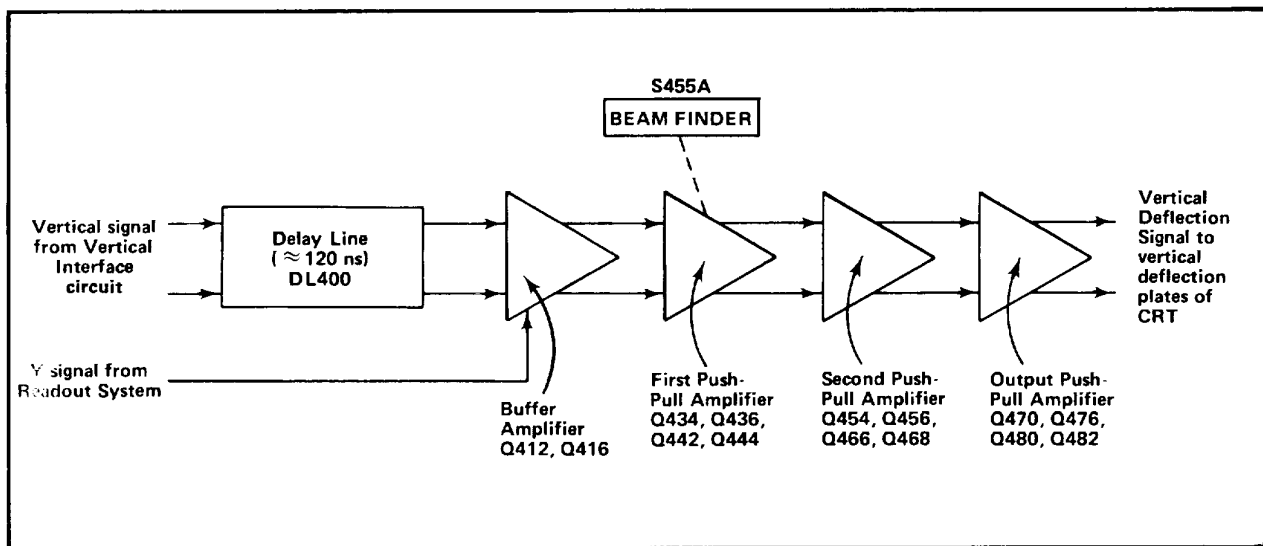 S455A
BEAM FINDER
Vertical signal
from Vertical
Interface
circuit
Delay Line
(≈120 ns)
DL400
Vertical
Deflection
Signal to
vertical
deflection
plates of
CRT
Y signal from
Readout System
Buffer
Amplifier
Q412, Q416
First Push-
Pull Amplifier
Q434, Q436,
Q442, Q444
Second Push-
Pull Amplifier
Q454, Q456,
Q466, Q468
Output Push-
Pull Amplifier
Q470, Q476,
Q480, Q482